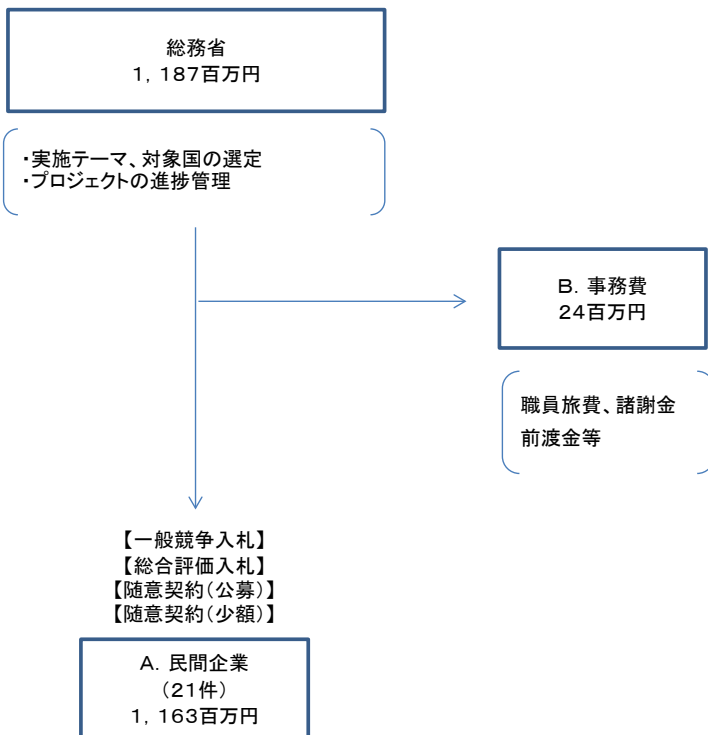 総務省
1,187百万円
・実施テーマ、対象国の選定
・プロジェクトの進捗管理
B.事務費
24百万円
職員旅費、諸謝金
前渡金等
【一般競争入札】
【総合評価入札】
【随意契約(公募)】
【随意契約(少額)】
A.民間企業
(21件)
1,163百万円